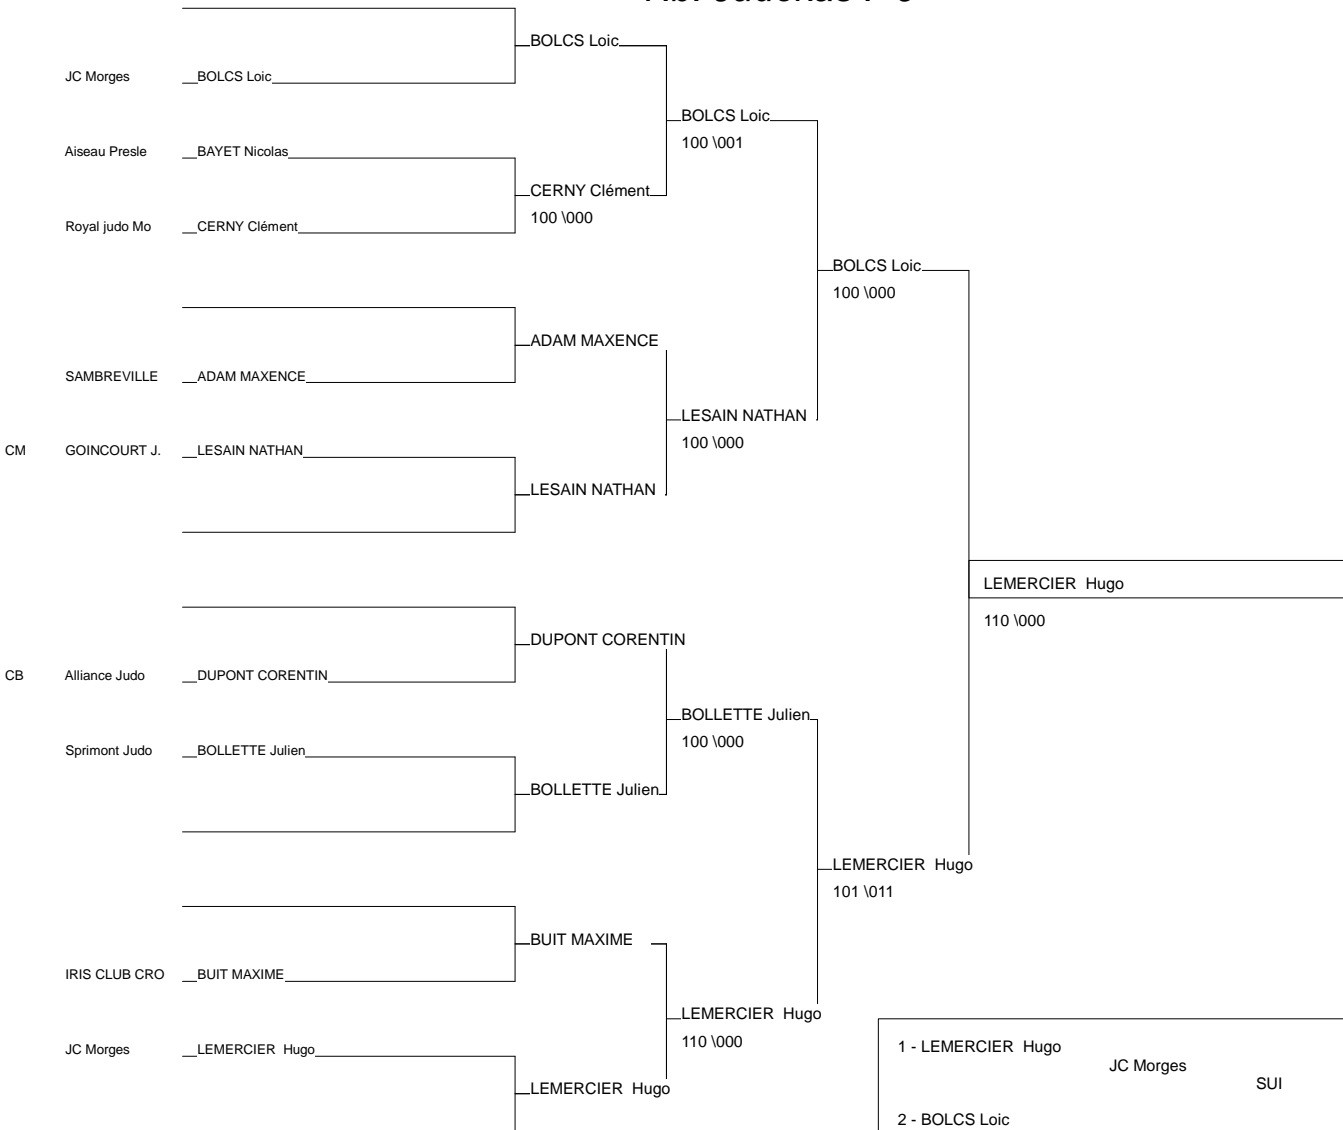 BOLCS Loic
JC Morges BOLCS Loic
BOLCS Loic
100 \001
Aiseau Presle BAYET Nicolas
CERNY Clément
100 \000
Royal judo Mo CERNY Clément
BOLCS Loic
100 \000
ADAM MAXENCE
SAMBREVILLE ADAM MAXENCE
LESAIN NATHAN
100 \000
CM GOINCOURT J. LESAIN NATHAN
LESAIN NATHAN
LEMERCIER Hugo
110 \000
DUPONT CORENTIN
CB Alliance Judo DUPONT CORENTIN
BOLLETTE Julien
100 \000
Sprimont Judo BOLLETTE Julien
BOLLETTE Julien
LEMERCIER Hugo
101 \011
BUIT MAXIME
IRIS CLUB CRO BUIT MAXIME
LEMERCIER Hugo
110 \000
JC Morges LEMERCIER Hugo
LEMERCIER Hugo
1 - LEMERCIER Hugo
JC Morges
SUI
2 - BOLCS Loic